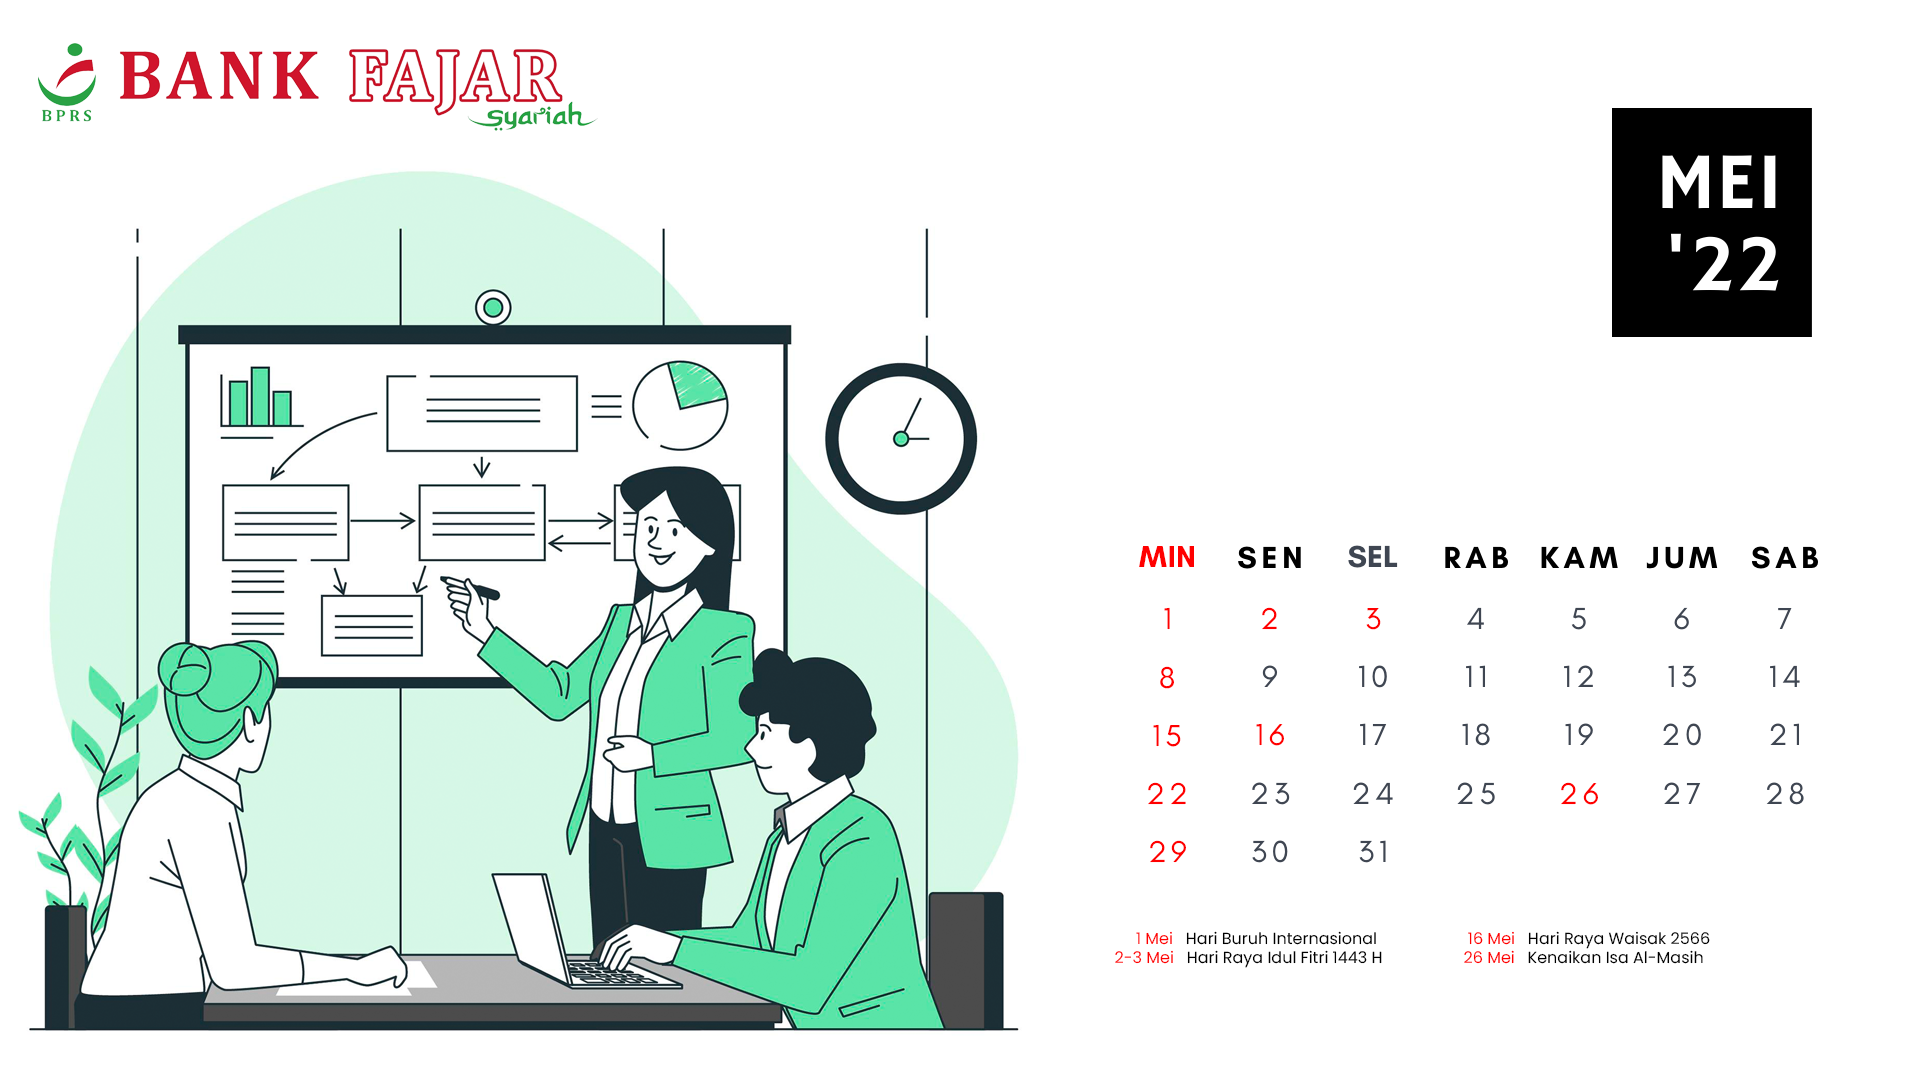 BANK FAJAR
syariah
BPRS
MEI
'22
MIN SEN SEL RAB KAM JUM SAB
1 2 3 4 5 6 7
8 9 10 11 12 13 14
15 16 17 18 19 20 21
22 23 24 25 26 27 28
29 30 31
1 Mei Hari Buruh Internasional
2-3 Mei Hari Raya Idul Fitri 1443 H
16 Mei Hari Raya Waisak 2566
26 Mei Kenaikan Isa Al-Masih